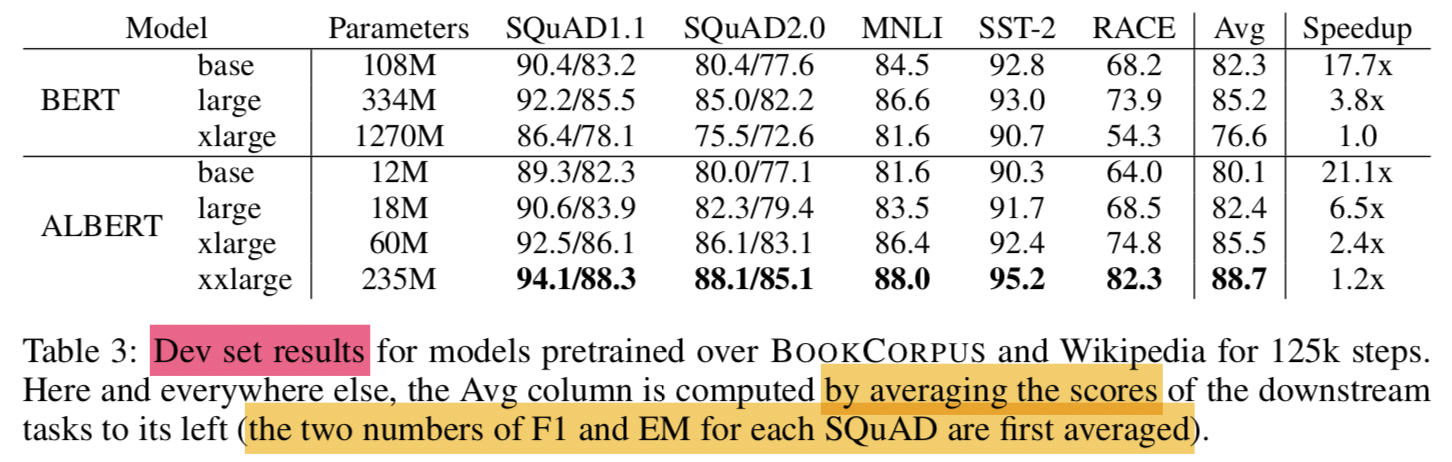 Model Parameters SQuAD1.1 SQuAD2.0 MNLI SST-2 RACE Avg Speedup
base 108M 90.4/83.2 80.4/77.6 84.5 92.8 68.2 82.3 17.7x
BERT large 334M 92.2/85.5 85.0/82.2 86.6 93.0 73.9 85.2 3.8x
xlarge 1270M 86.4/78.1 75.5/72.6 81.6 90.7 54.3 76.6 1.0
base 12M 89.3/82.3 80.0/77.1 81.6 90.3 64.0 80.1 21.1x
ALBERT large 18M 90.6/83.9 82.3/79.4 83.5 91.7 68.5 82.4 6.5x
xlarge 60M 92.5/86.1 86.1/83.1 86.4 92.4 74.8 85.5 2.4x
xxlarge 235M 94.1/88.3 88.1/85.1 88.0 95.2 82.3 88.7 1.2x
Table 3: Dev set results for models pretrained over BOOKCORPUS and Wikipedia for 125k steps.
Here and everywhere else, the Avg column is computed by averaging the scores of the downstream
tasks to its left (the two numbers of F1 and EM for each SQuAD are first averaged).